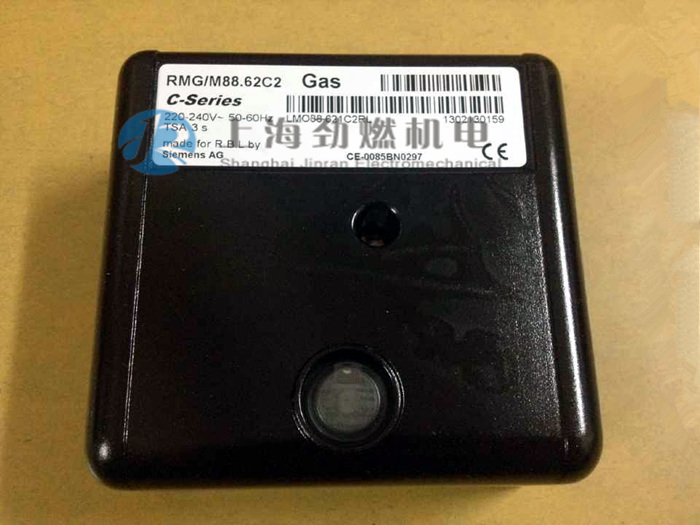 RMG/M88.62C2 Gas
C-Series
220-240V~ 50-60Hz LMO88.621C2RL 1302130159
TSA 3 s
made for R.B.L by
Siemens AG CE-0085BN0297
CE
JR
上海劲燃机电
Shanghai Jinran Electromechanical